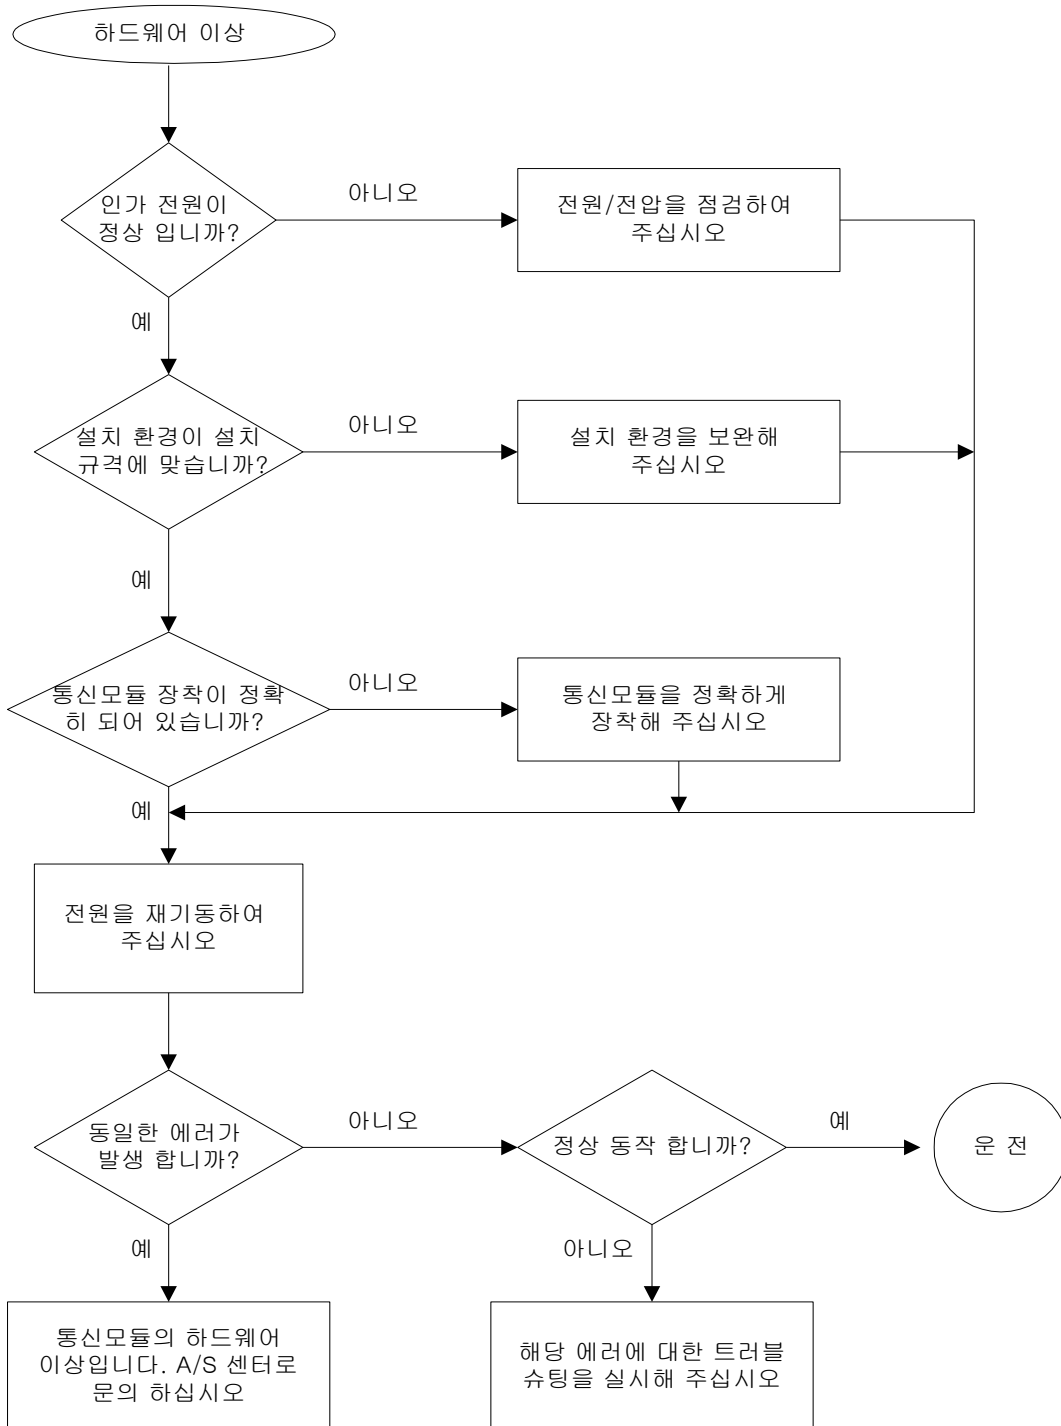 하드웨어 이상
인가 전원이
정상 입니까?
아니오
전원/전압을 점검하여
주십시오
예
설치 환경이 설치
규격에 맞습니까?
아니오
설치 환경을 보완해
주십시오
예
통신모듈 장착이 정확
히 되어 있습니까?
아니오
통신모듈을 정확하게
장착해 주십시오
예
전원을 재기동하여
주십시오
동일한 에러가
발생 합니까?
아니오
정상 동작 합니까?
예
운 전
예
통신모듈의 하드웨어
이상입니다. A/S 센터로
문의 하십시오
아니오
해당 에러에 대한 트러블
슈팅을 실시해 주십시오